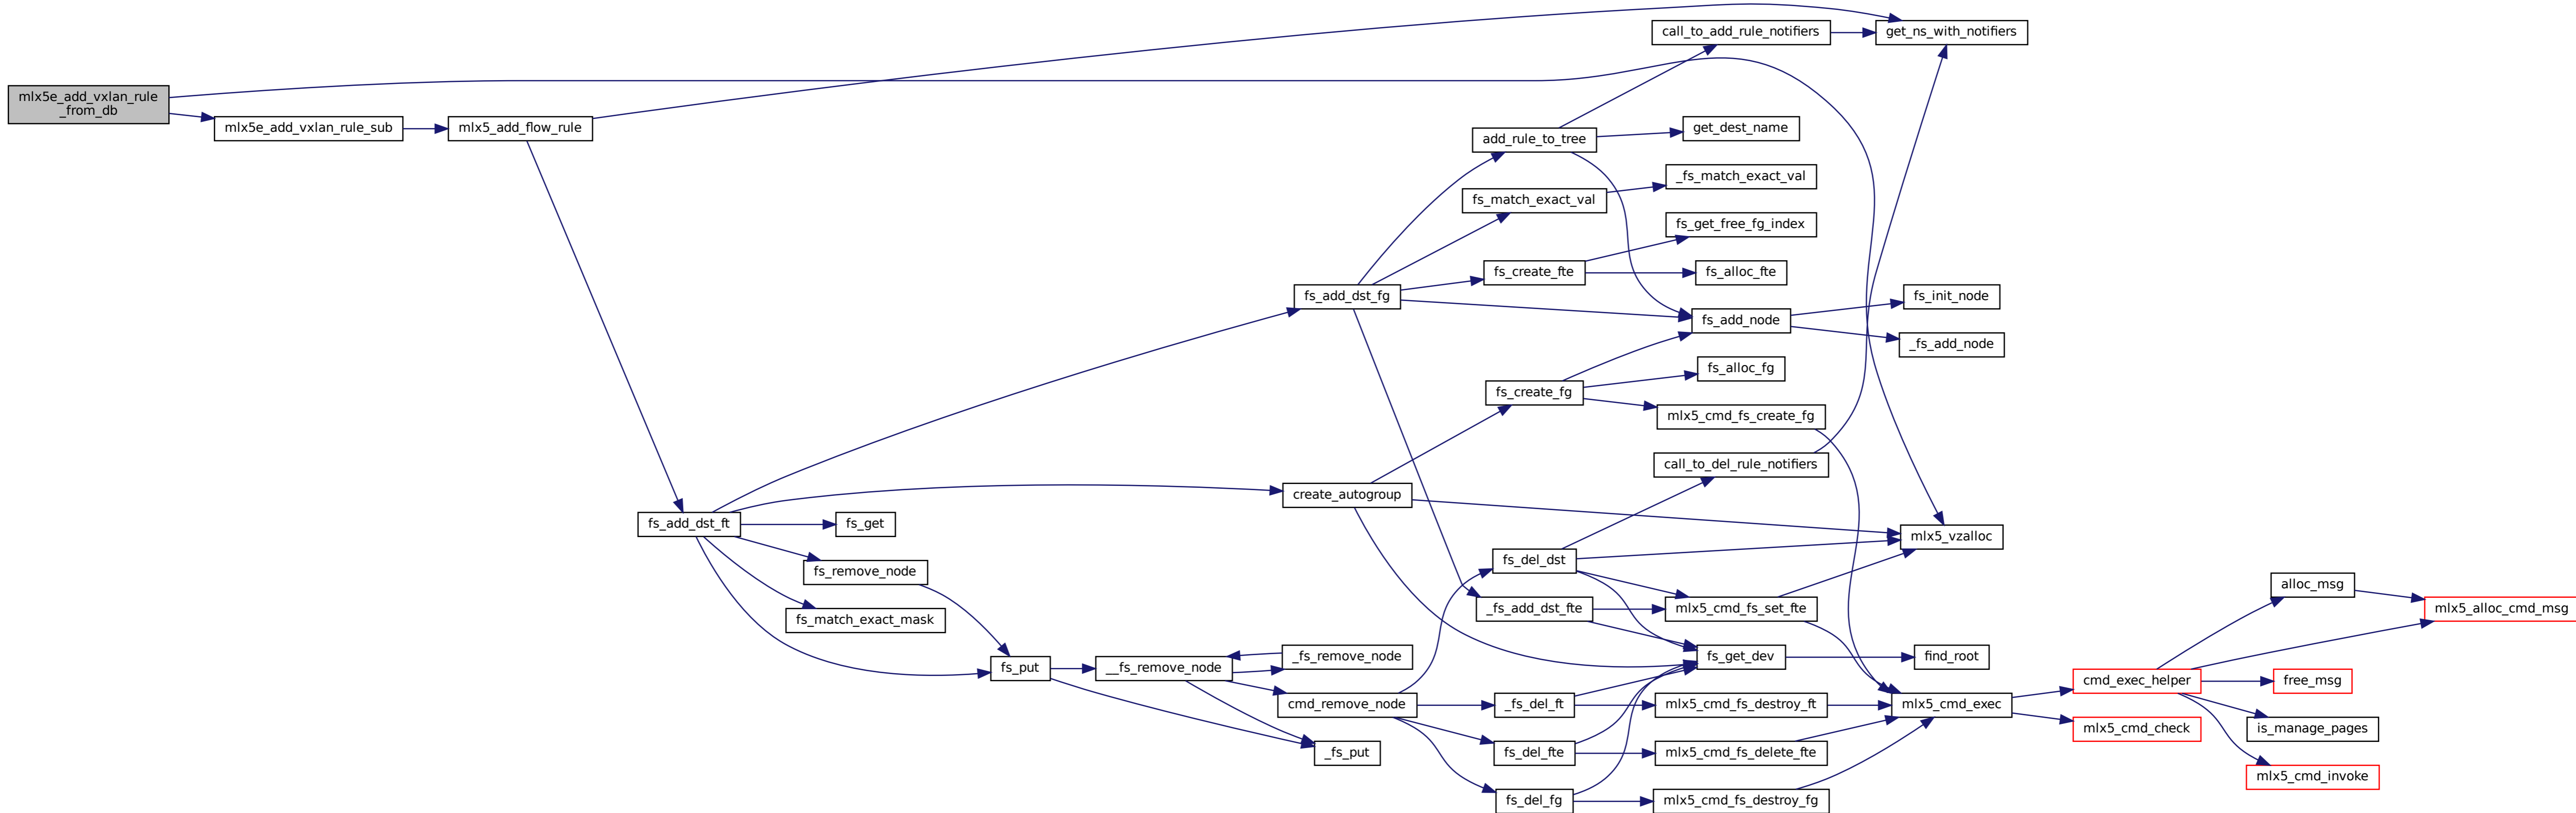 mlx5e_add_vxlan_rule
_from_db
mlx5e_add_vxlan_rule_sub
mlx5_add_flow_rule
fs_add_dst_ft
fs_get
fs_remove_node
fs_match_exact_mask
fs_put
__fs_remove_node
_fs_remove_node
cmd_remove_node
_fs_put
fs_add_dst_fg
create_autogroup
add_rule_to_tree
fs_match_exact_val
fs_create_fte
fs_create_fg
fs_del_dst
_fs_add_dst_fte
_fs_del_ft
fs_del_fte
fs_del_fg
call_to_add_rule_notifiers
get_dest_name
_fs_match_exact_val
fs_get_free_fg_index
fs_alloc_fte
fs_add_node
fs_alloc_fg
mlx5_cmd_fs_create_fg
call_to_del_rule_notifiers
mlx5_cmd_fs_set_fte
fs_get_dev
mlx5_cmd_fs_destroy_ft
mlx5_cmd_fs_delete_fte
mlx5_cmd_fs_destroy_fg
get_ns_with_notifiers
fs_init_node
_fs_add_node
mlx5_vzalloc
find_root
mlx5_cmd_exec
cmd_exec_helper
mlx5_cmd_check
alloc_msg
free_msg
is_manage_pages
mlx5_cmd_invoke
mlx5_alloc_cmd_msg